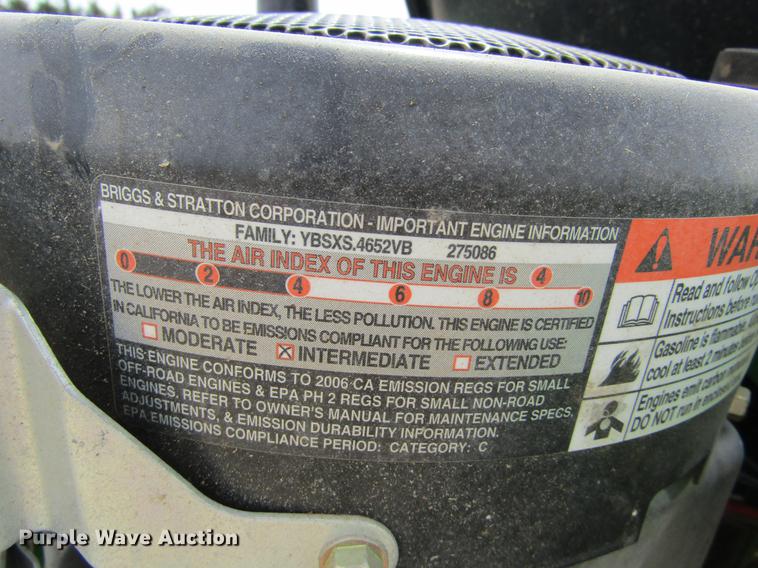 BRIGGS & STRATTON CORPORATION - IMPORTANT ENGINE INFORMATION
FAMILY: YBSXS.4652VB 275086
THE AIR INDEX OF THIS ENGINE IS 4
0 2 4 6 8 10
THE LOWER THE AIR INDEX, THE LESS POLLUTION. THIS ENGINE IS CERTIFIED
IN CALIFORNIA TO BE EMISSIONS COMPLIANT FOR THE FOLLOWING USE:
MODERATE INTERMEDIATE EXTENDED
THIS ENGINE CONFORMS TO 2006 CA EMISSION REGS FOR SMALL
OFF-ROAD ENGINES & EPA PH 2 REGS FOR SMALL NON-ROAD
ENGINES, REFER TO OWNER'S MANUAL FOR MAINTENANCE SPECS,
ADJUSTMENTS, & EMISSION DURABILITY INFORMATION.
EPA EMISSIONS COMPLIANCE PERIOD: CATEGORY: C
Read and follow
Instructions before
Gasoline is flammable,
cool at least 2 minutes
Engines emit carbon
DO NOT run in
Purple Wave Auction